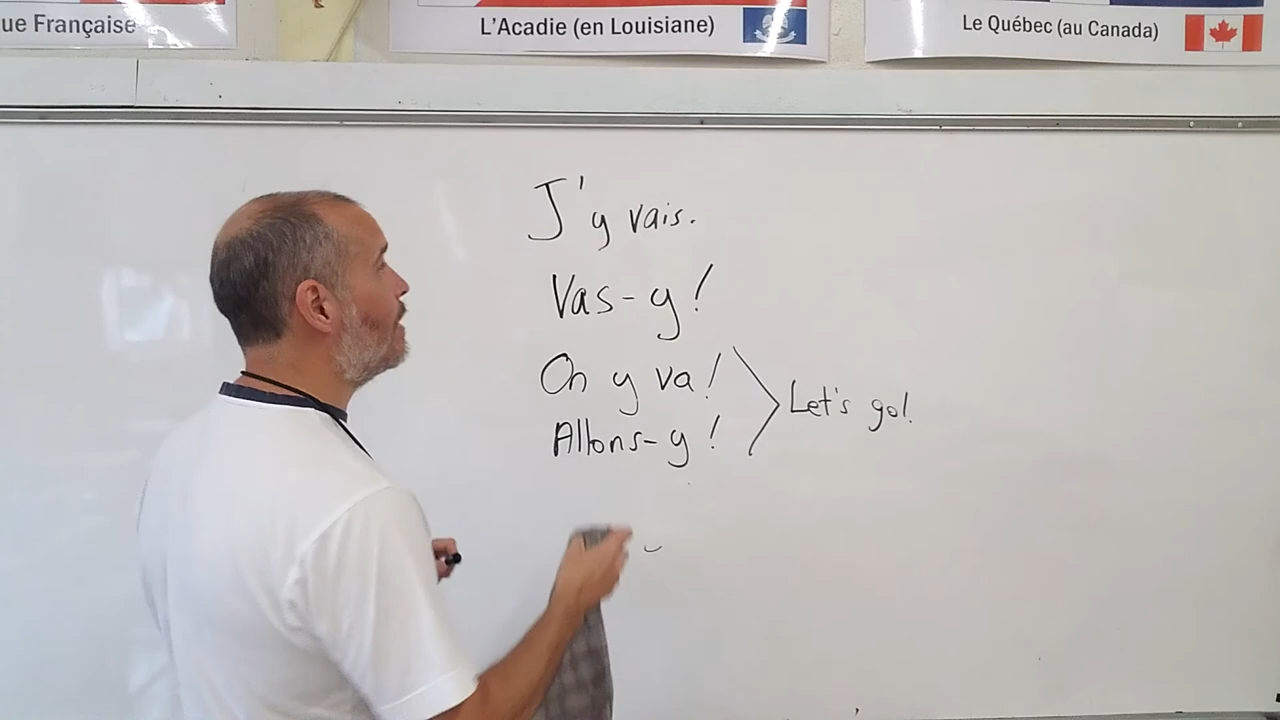 ue Française
L'Acadie (en Louisiane)
Le Québec (au Canada)
J'y vais.
Vas-y!
On y va!
Allons-y!
Let's go!